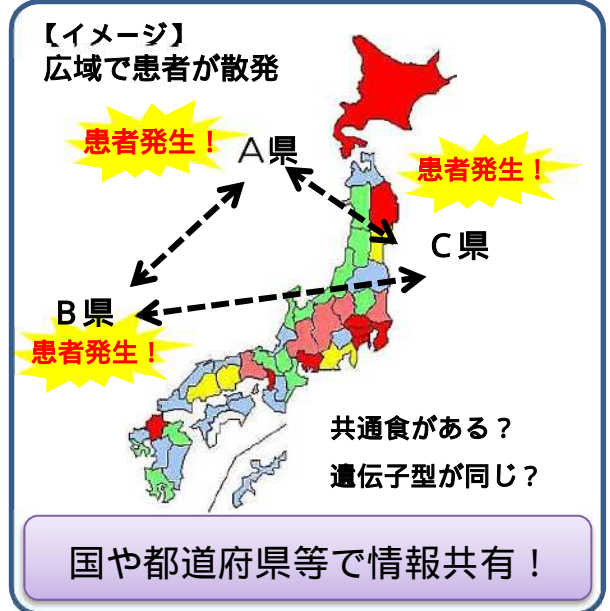 【イメージ】
広域で患者が散発
患者発生！
A県
患者発生！
C県
B県
患者発生！
共通食がある？
遺伝子型が同じ？
国や都道府県等で情報共有！